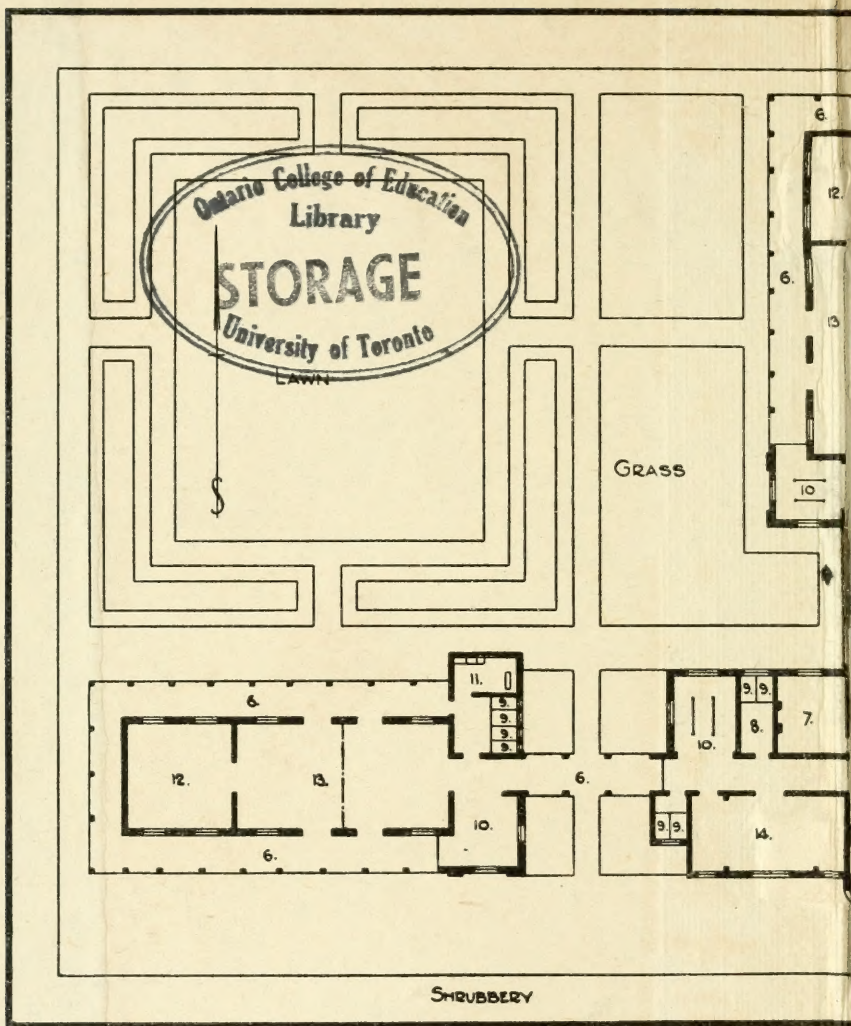 6.
12.
Ontario College of Education
Library
STORAGE
University of Toronto
LAWN
6.
13
GRASS
S
10
11.
6.
9.
9.
9.
9.
9. 9.
8.
7.
10.
12.
13.
6.
10.
9. 9.
14.
6.
SHRUBBERY